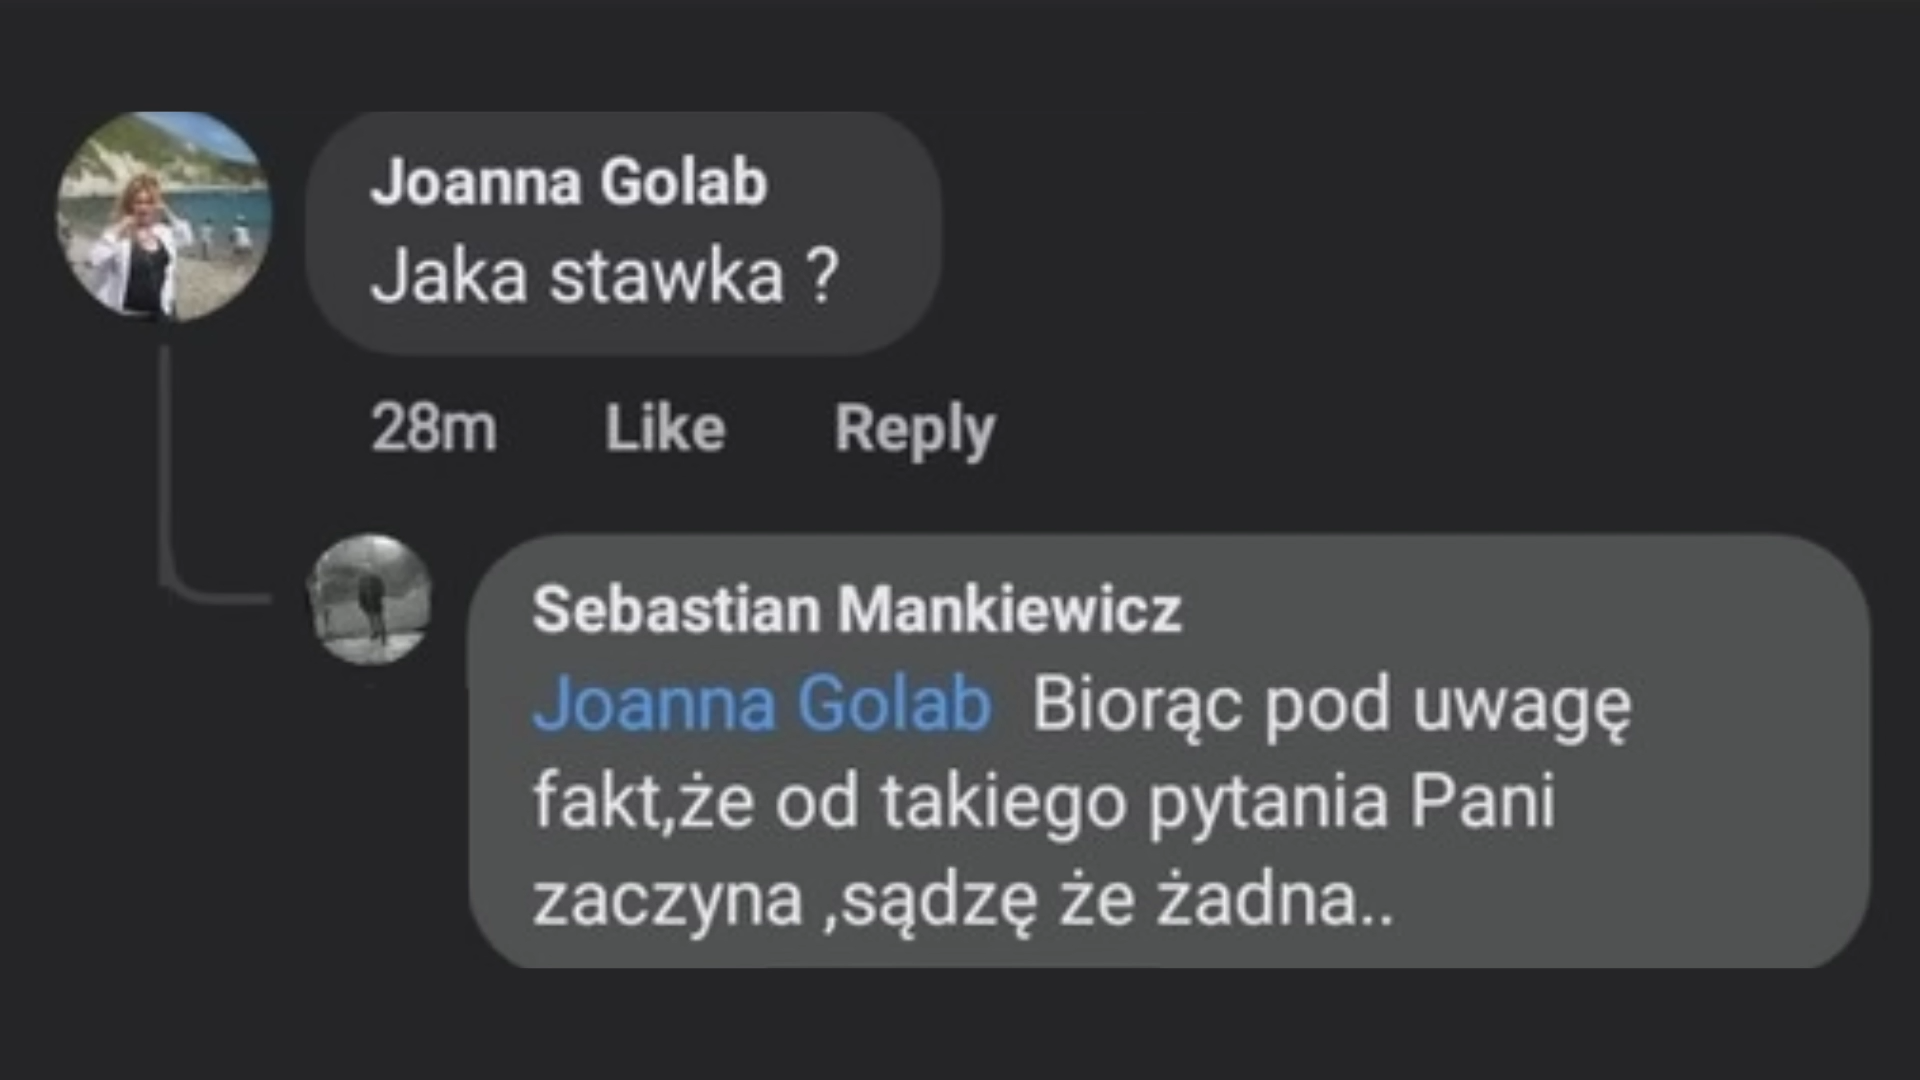 Joanna Golab
Jaka stawka ?
28m Like Reply
Sebastian Mankiewicz
Joanna Golab Biorąc pod uwagę
fakt,że od takiego pytania Pani
zaczyna ,sądzę że żadna..